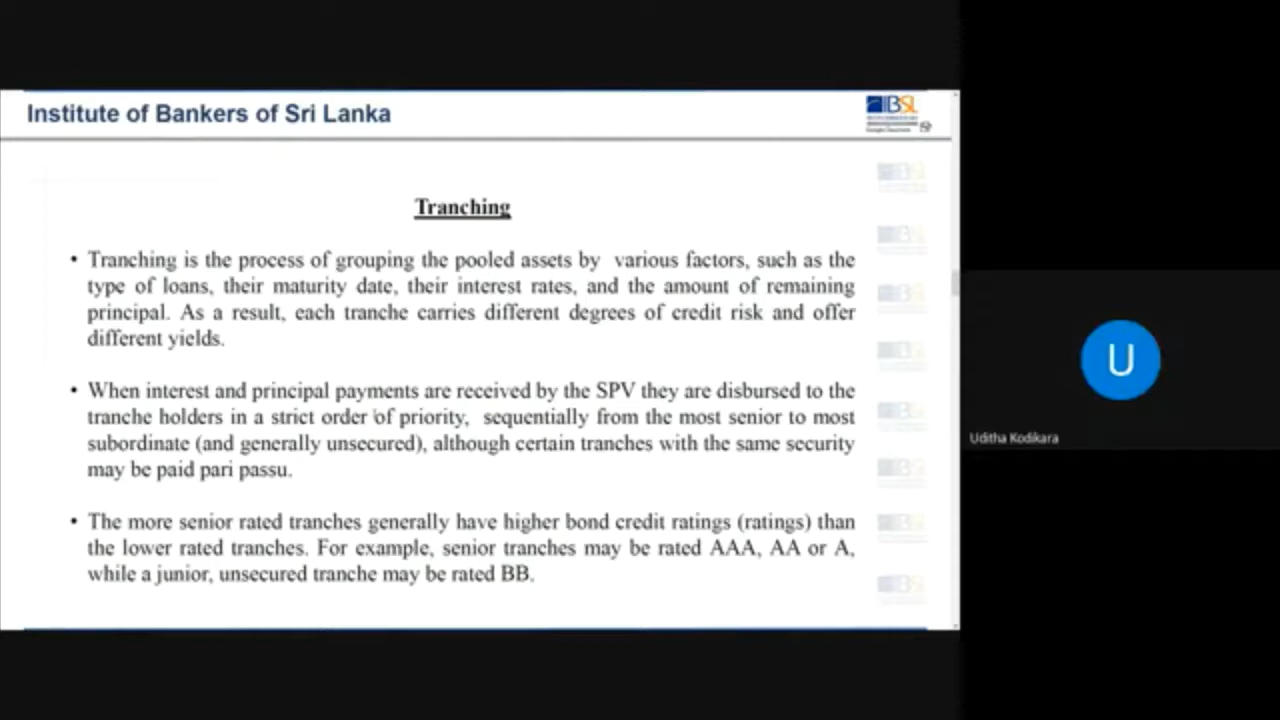 Institute of Bankers of Sri Lanka
IBSL
Tranching
• Tranching is the process of grouping the pooled assets by various factors, such as the
type of loans, their maturity date, their interest rates, and the amount of remaining
principal. As a result, each tranche carries different degrees of credit risk and offer
different yields.
• When interest and principal payments are received by the SPV they are disbursed to the
tranche holders in a strict order of priority, sequentially from the most senior to most
subordinate (and generally unsecured), although certain tranches with the same security
may be paid pari passu.
• The more senior rated tranches generally have higher bond credit ratings (ratings) than
the lower rated tranches. For example, senior tranches may be rated AAA, AA or A,
while a junior, unsecured tranche may be rated BB.
U
Uditha Kodikara